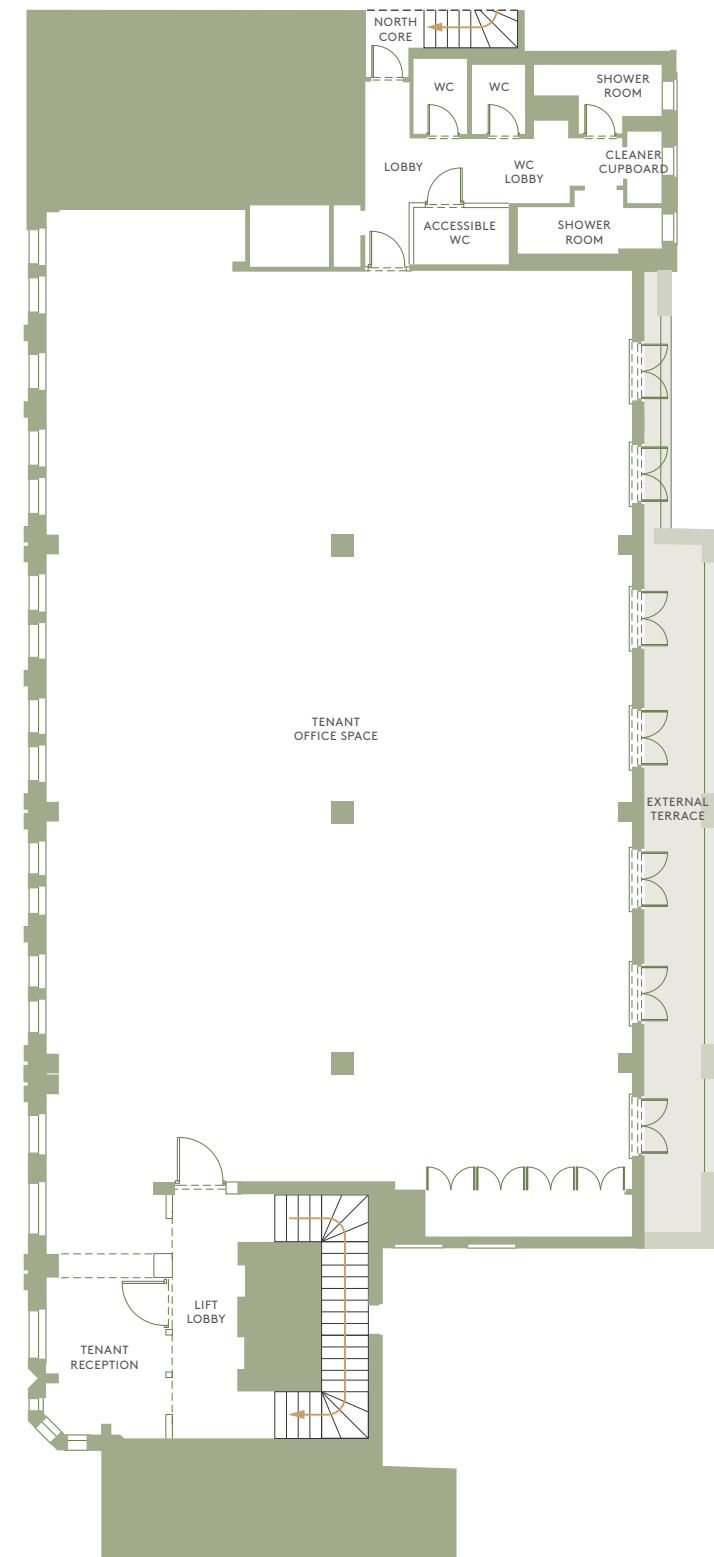 NORTH
CORE
WC
WC
SHOWER
ROOM
LOBBY
WC
LOBBY
CLEANER
CUPBOARD
ACCESSIBLE
WC
SHOWER
ROOM
TENANT
OFFICE SPACE
EXTERNAL
TERRACE
LIFT
LOBBY
TENANT
RECEPTION